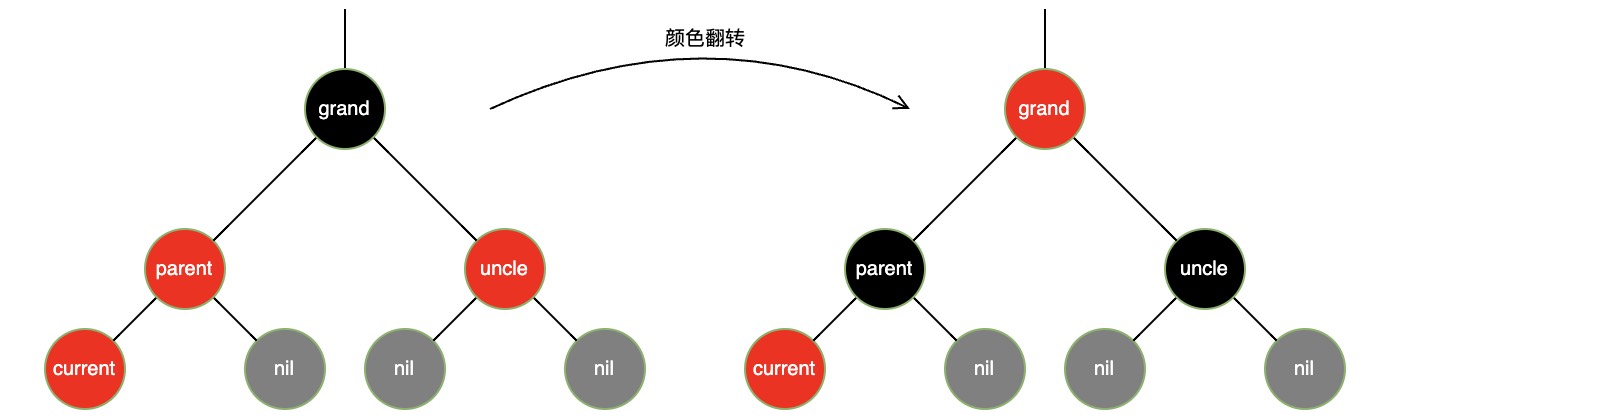 颜色翻转
grand
grand
parent
uncle
parent
uncle
current
nil
nil
nil
current
nil
nil
nil